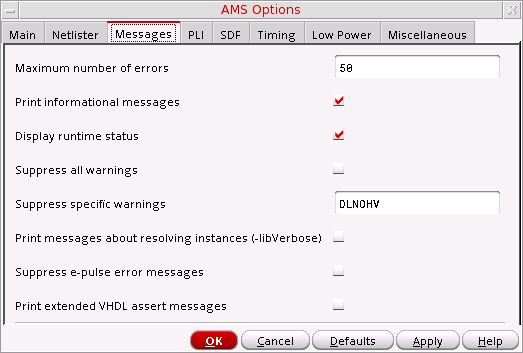 AMS Options
Main Netlister Messages PLI SDF Timing Low Power Miscellaneous
Maximum number of errors 50
Print informational messages
Display runtime status
Suppress all warnings
Suppress specific warnings DLNOHV
Print messages about resolving instances (-libVerbose)
Suppress e-pulse error messages
Print extended VHDL assert messages
OK Cancel Defaults Apply Help